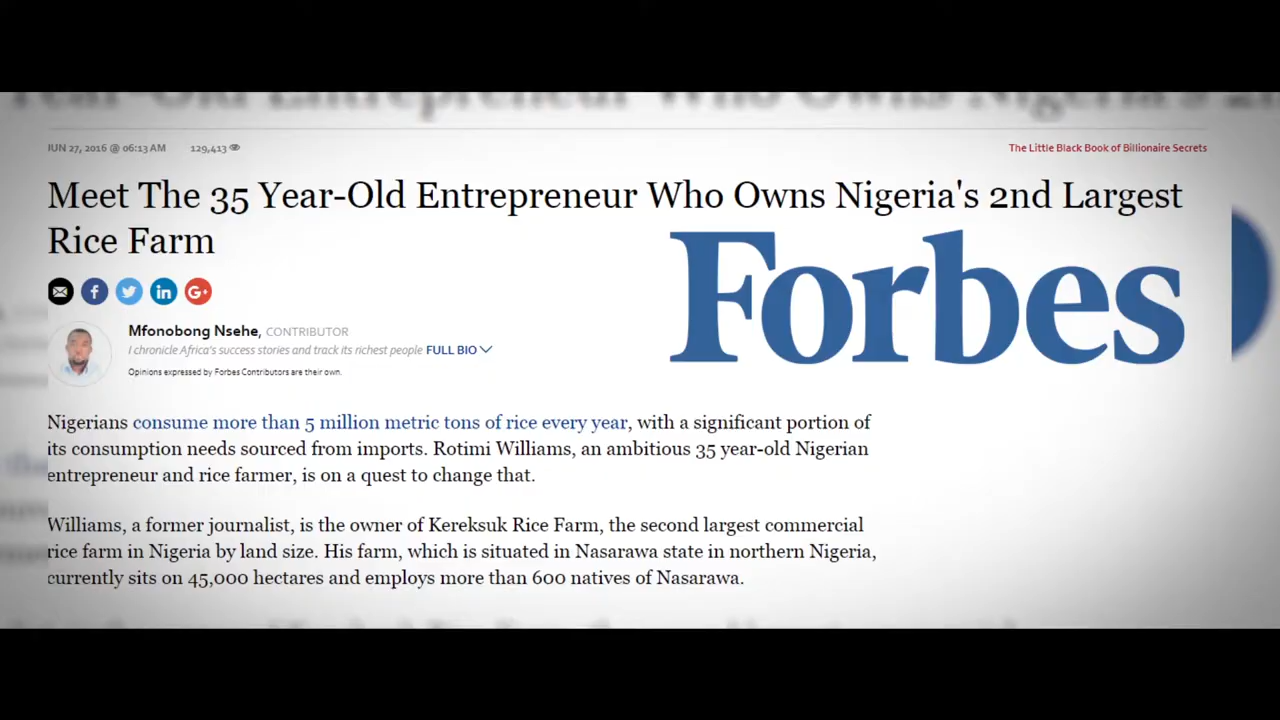 Year-Old Entrepreneur Who Owns Nigeria's 2nd
JUN 27, 2016 @ 06:13 AM 129,413 The Little Black Book of Billionaire Secrets
Meet The 35 Year-Old Entrepreneur Who Owns Nigeria's 2nd Largest
Rice Farm
Forbes
Mfonobong Nsehe, CONTRIBUTOR
I chronicle Africa's success stories and track its richest people FULL BIO
Opinions expressed by Forbes Contributors are their own.
Nigerians consume more than 5 million metric tons of rice every year, with a significant portion of
its consumption needs sourced from imports. Rotimi Williams, an ambitious 35 year-old Nigerian
entrepreneur and rice farmer, is on a quest to change that.
Williams, a former journalist, is the owner of Kereksuk Rice Farm, the second largest commercial
rice farm in Nigeria by land size. His farm, which is situated in Nasarawa state in northern Nigeria,
currently sits on 45,000 hectares and employs more than 600 natives of Nasarawa.